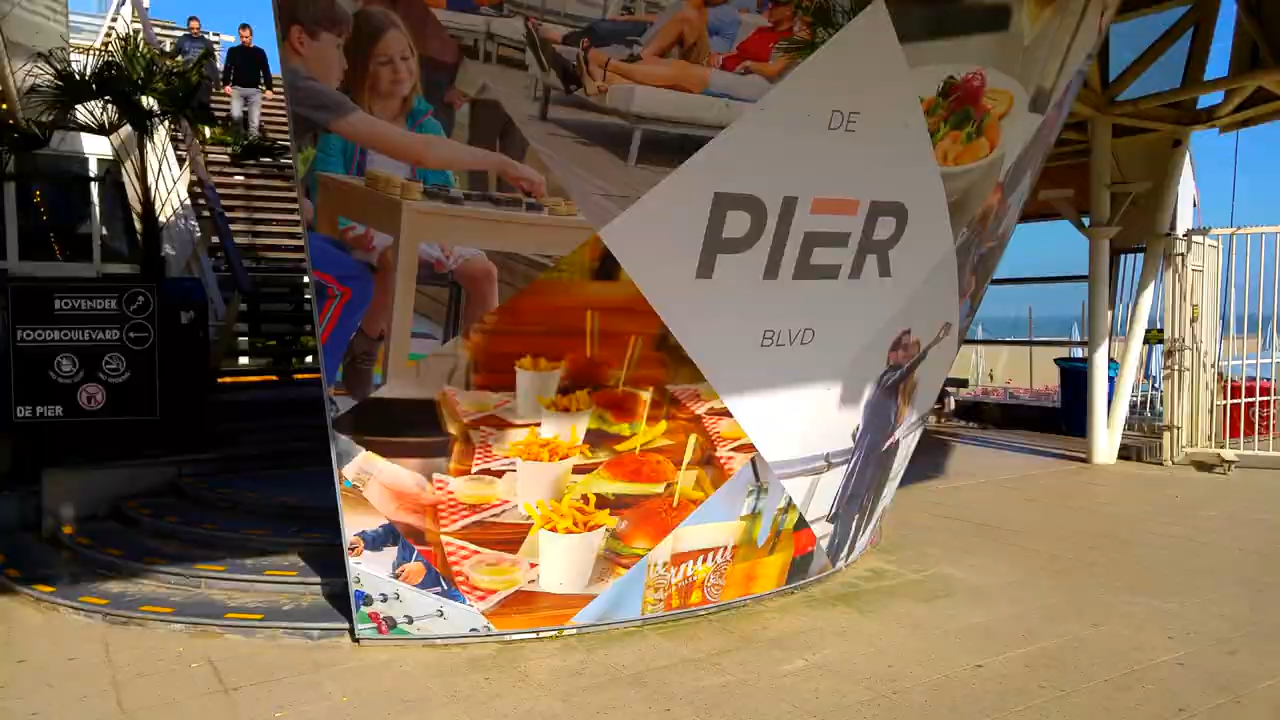 DE
PIER
BLVD
BOVENDEK
FOODBOULEVARD
DE PIER